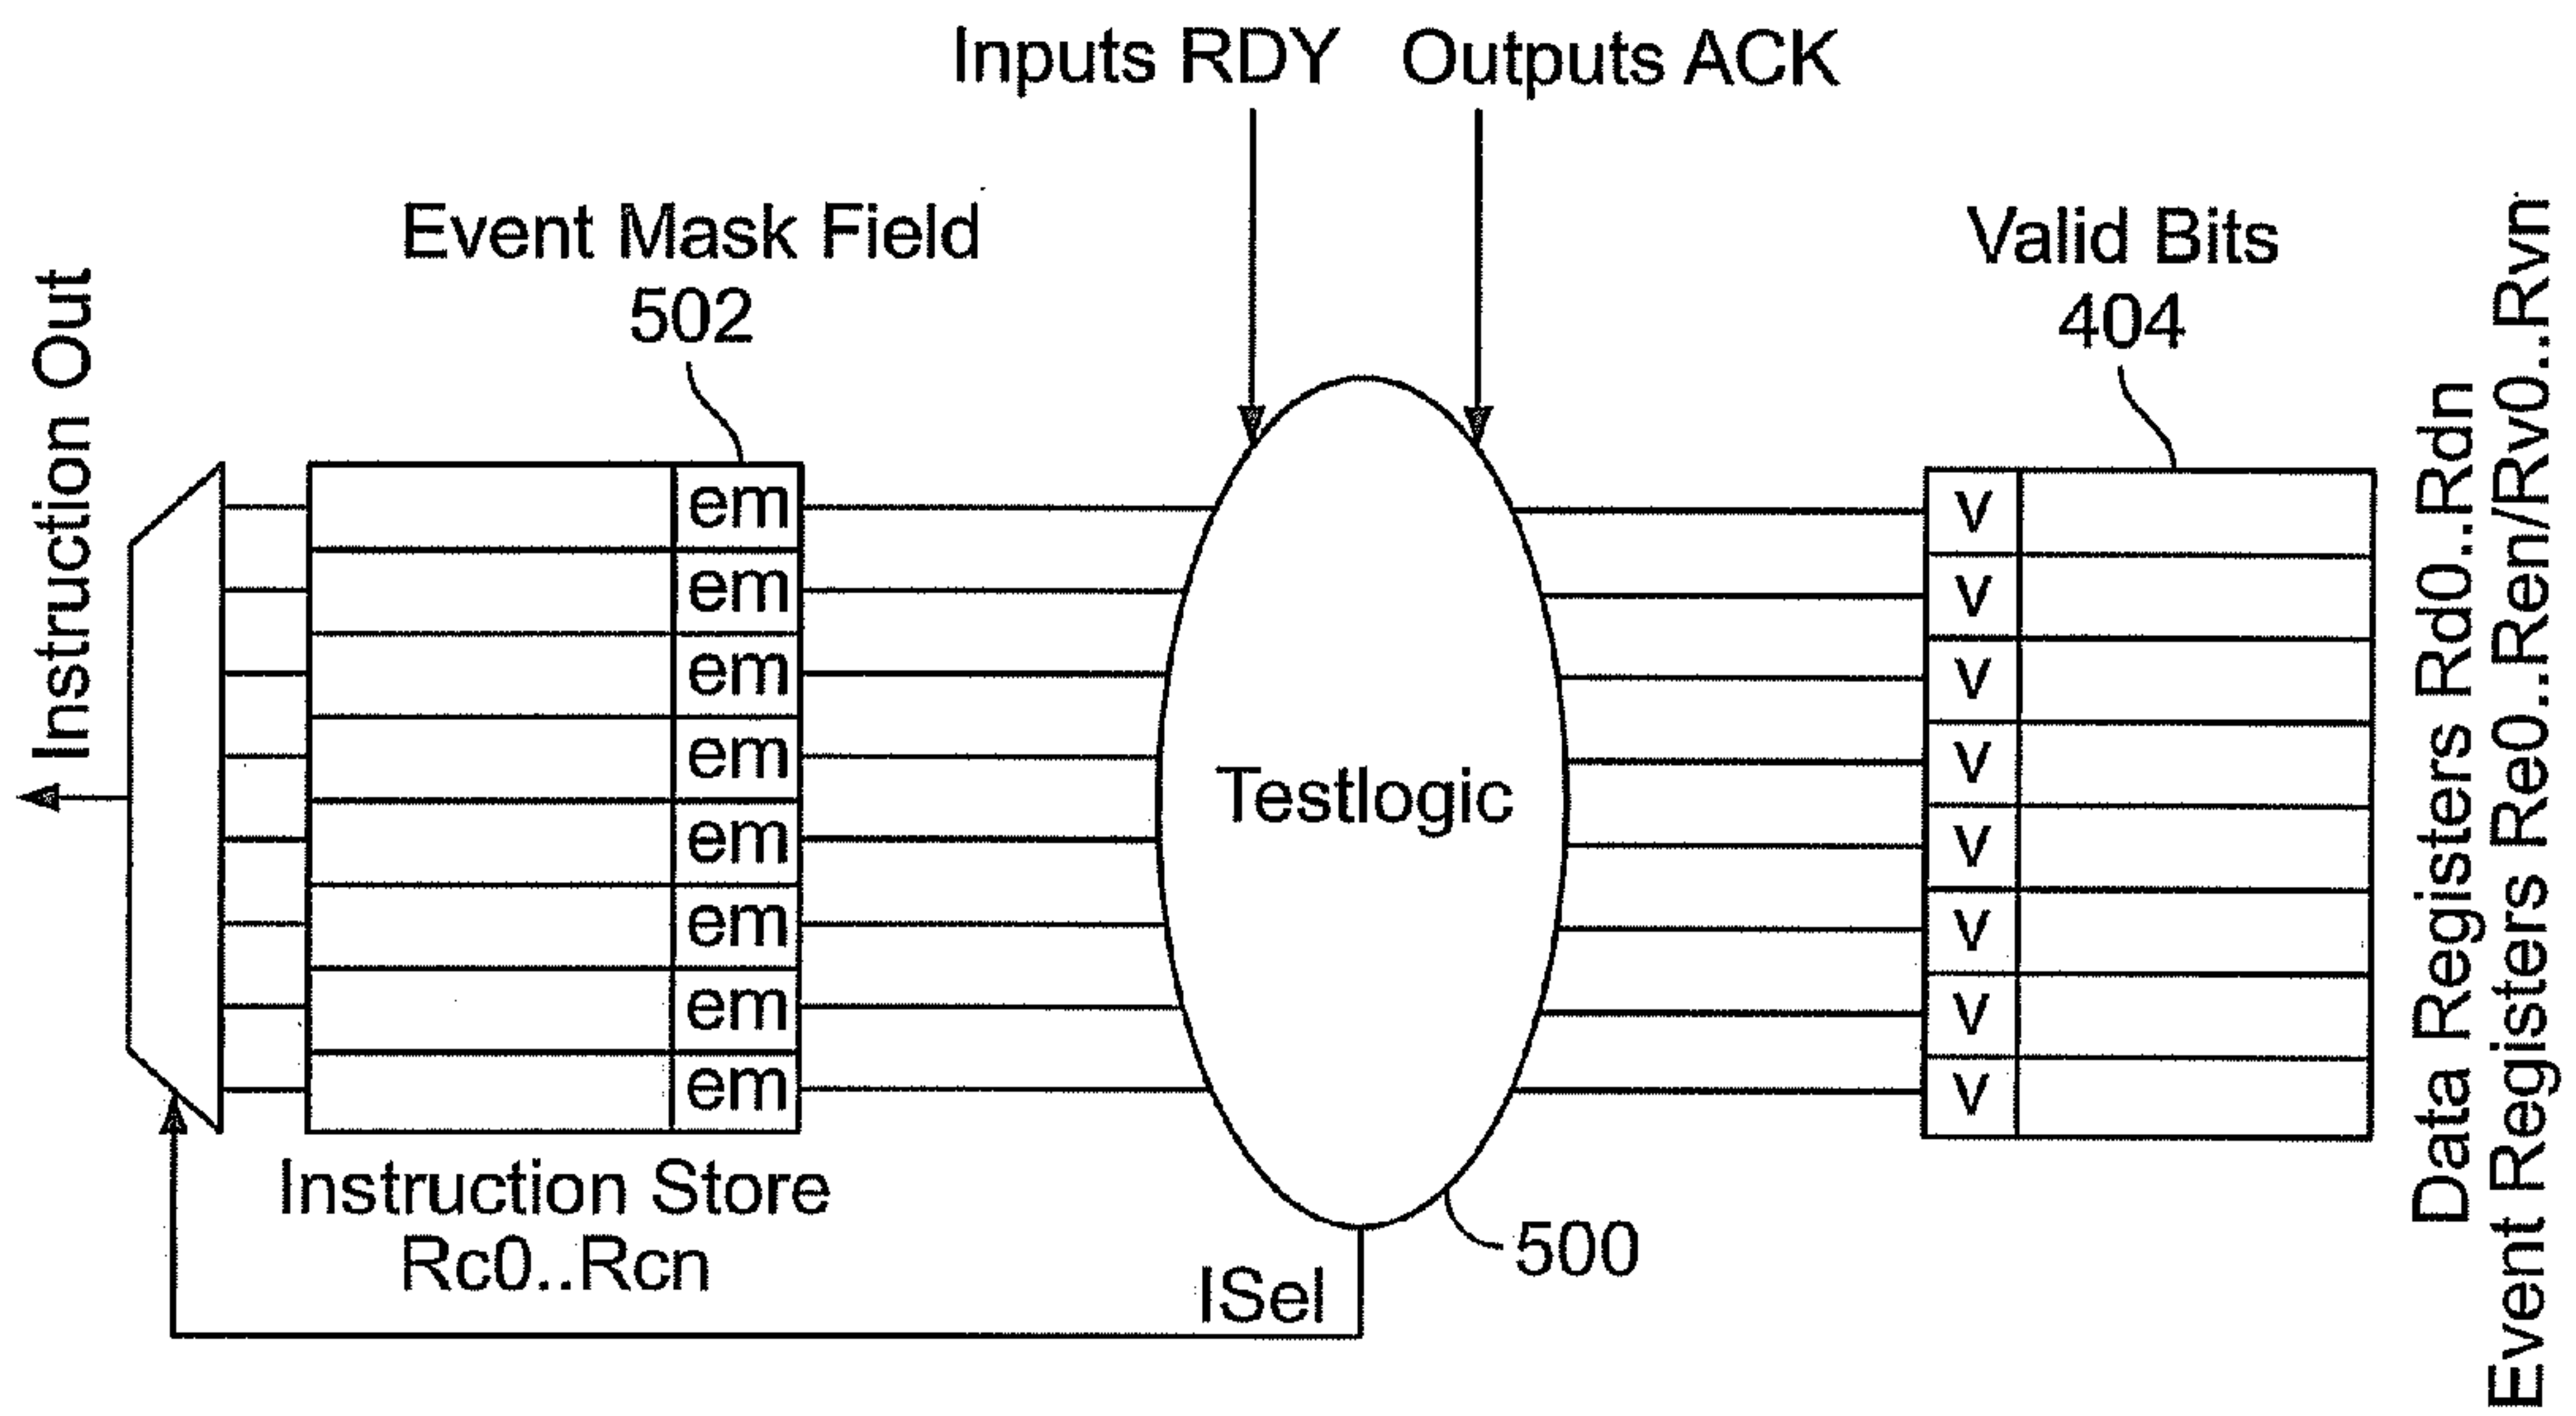 Inputs RDY
Outputs ACK
Event Mask Field
502
Valid Bits
404
Instruction Out
em
em
em
em
em
em
em
em
Testlogic
v
v
v
v
v
v
v
v
Data Registers Rd0..Rdn
Event Registers Re0..Ren/Rv0..Rvn
Instruction Store
Rc0..Rcn
ISel
500